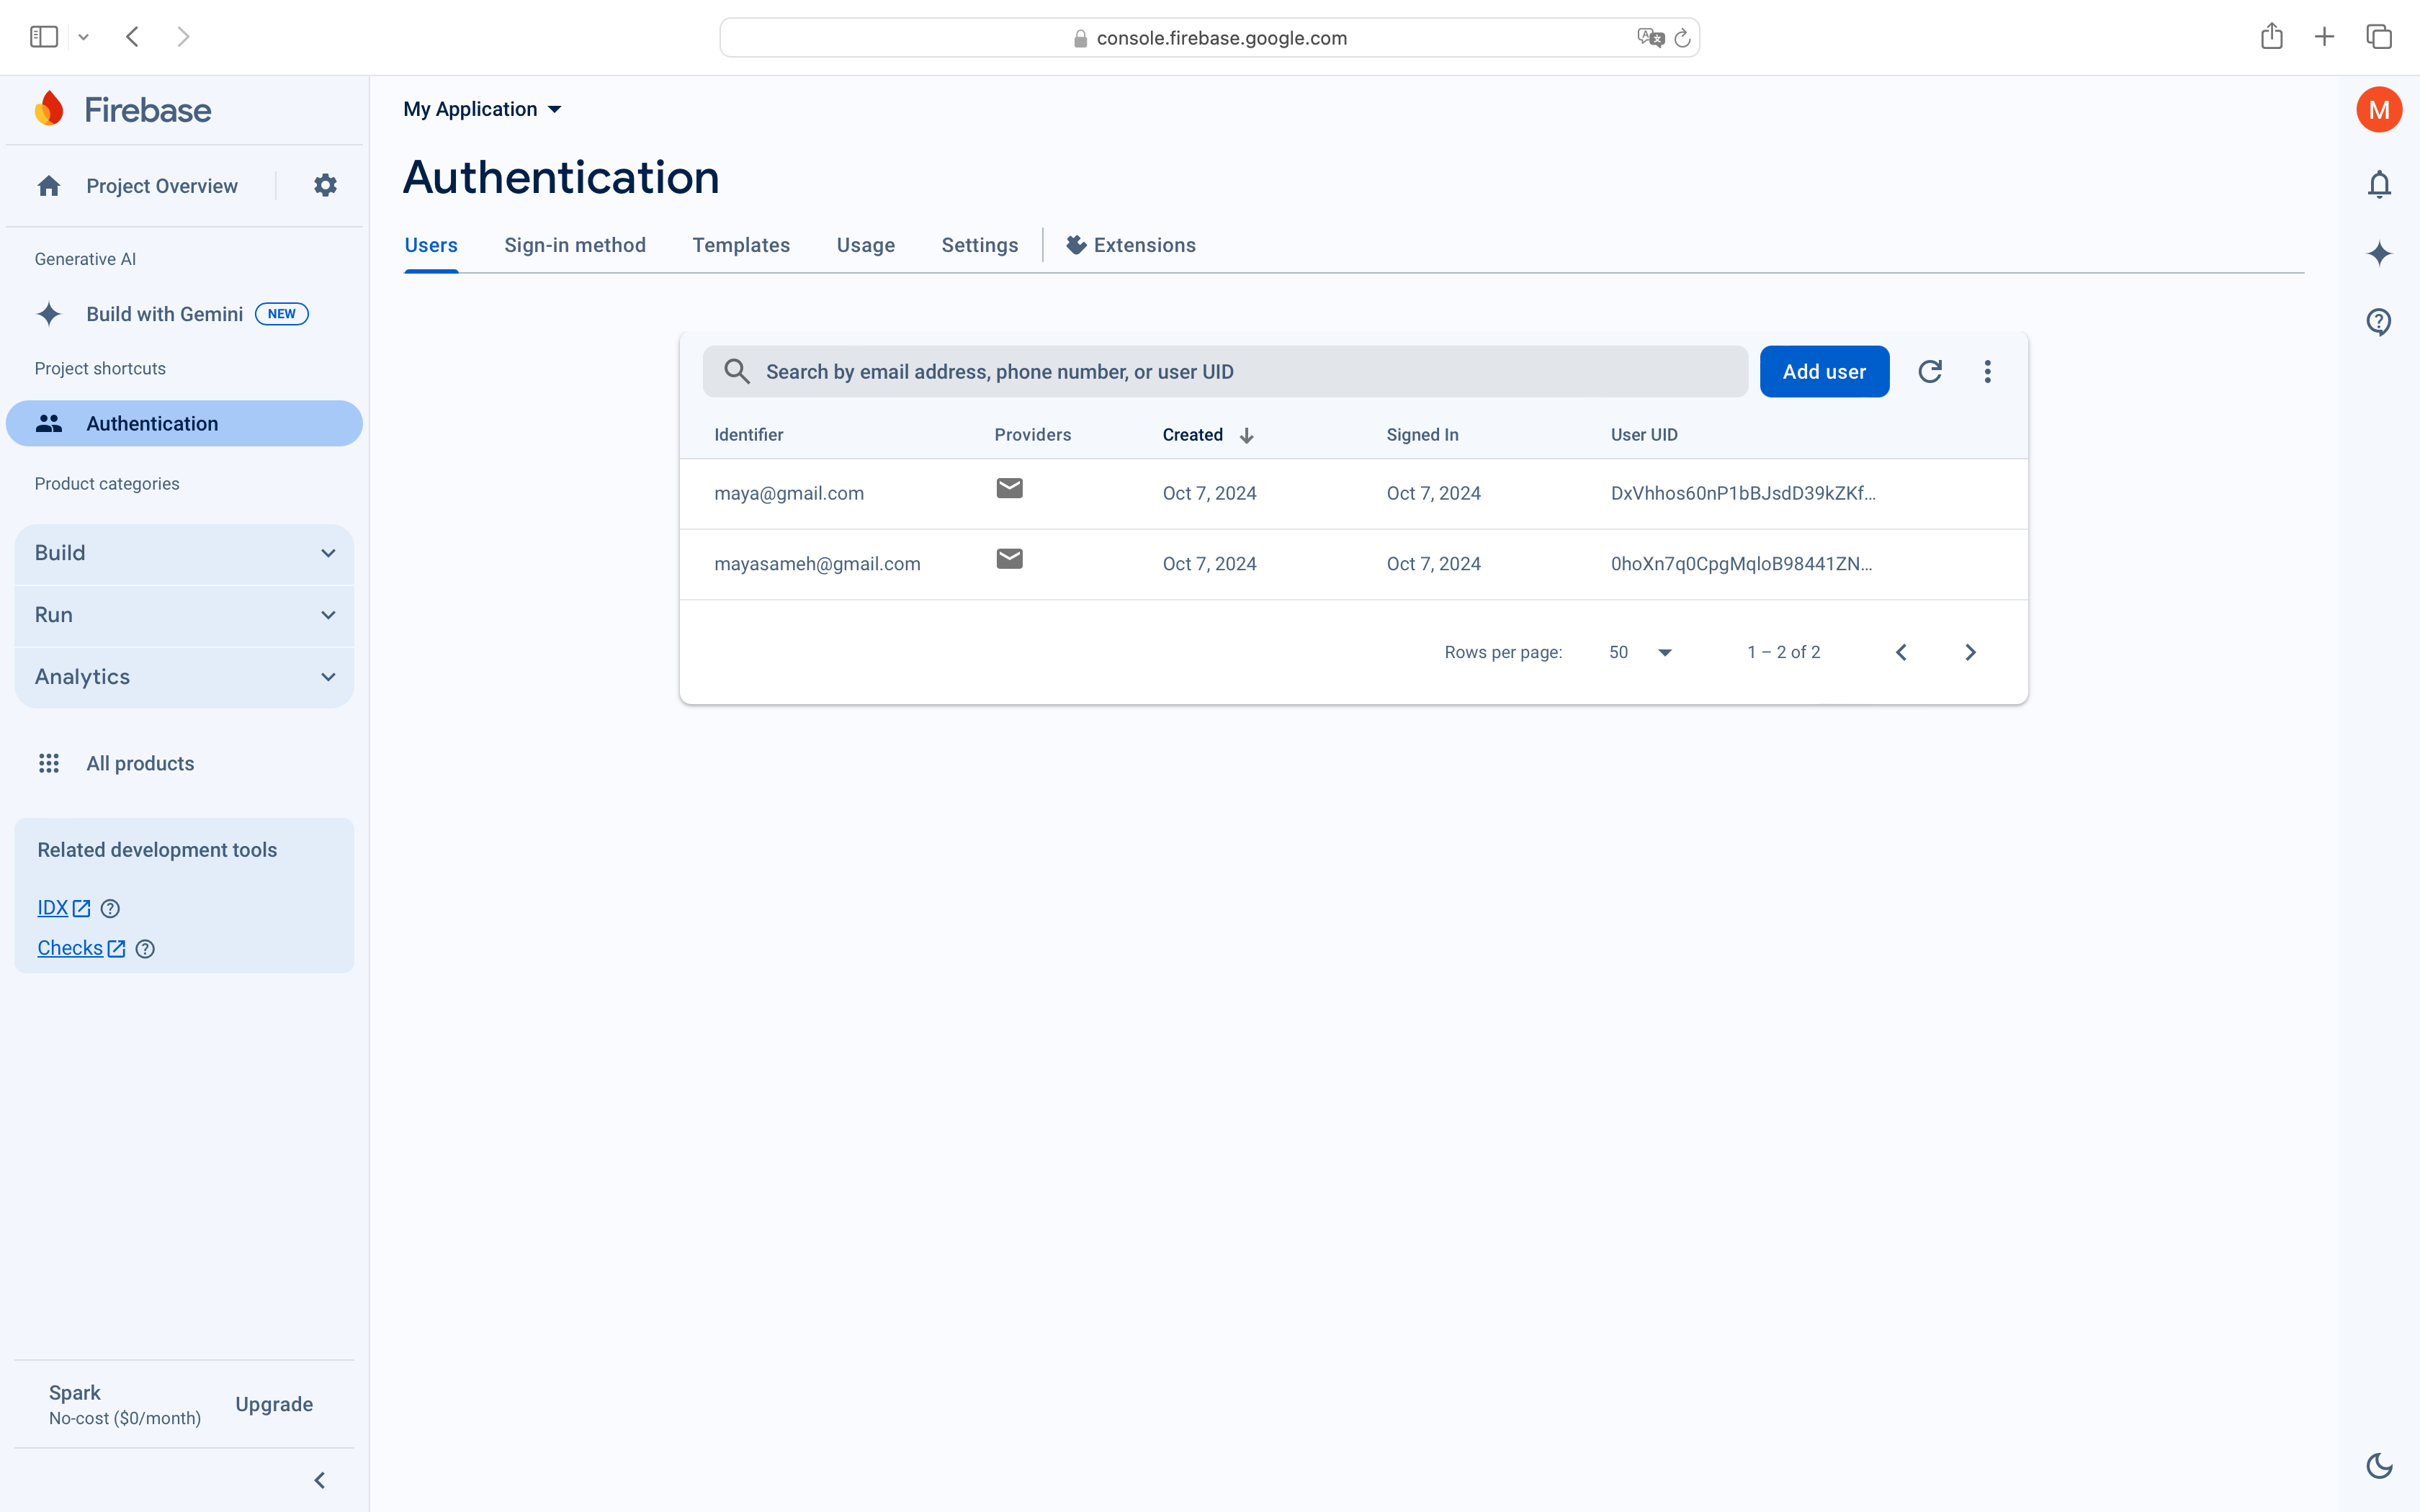 console.firebase.google.com
Firebase
Project Overview
Generative AI
Build with Gemini NEW
Project shortcuts
Authentication
Product categories
Build
Run
Analytics
All products
Related development tools
IDX
Checks
Spark
No-cost ($0/month)
Upgrade
My Application
Authentication
Users Sign-in method Templates Usage Settings Extensions
Search by email address, phone number, or user UID Add user
Identifier Providers Created Signed In User UID
maya@gmail.com Oct 7, 2024 Oct 7, 2024 DxVhhos60nP1bBJsdD39kZKf...
mayasameh@gmail.com Oct 7, 2024 Oct 7, 2024 0hoXn7q0CpgMqloB98441ZN...
Rows per page: 50 1 – 2 of 2
M